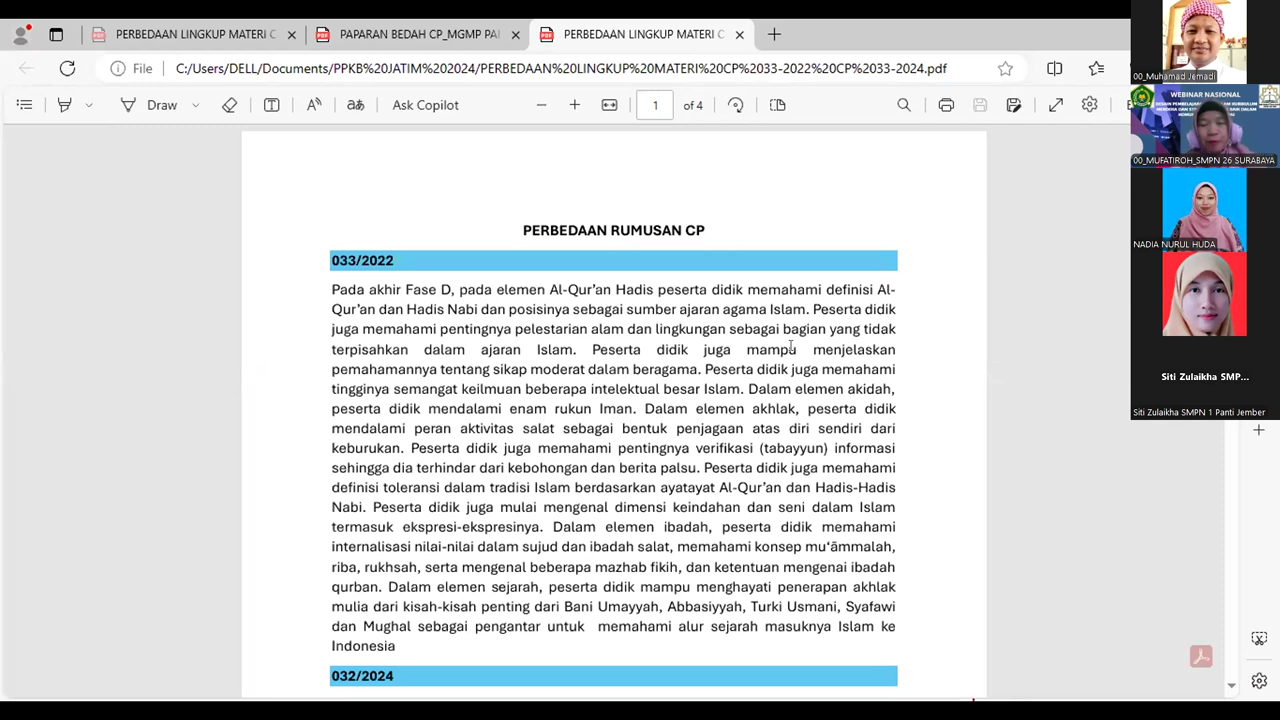 PERBEDAAN LINGKUP MATERI C
PAPARAN BEDAH CP_MGMP PAI
PERBEDAAN LINGKUP MATERI C
File
C:/Users/DELL/Documents/PPKB%20JATIM%202024/PERBEDAAN%20LINGKUP%20MATERI%20CP%2033-2022%20CP%2033-2024.pdf
Draw
Ask Copilot
1 of 4
PERBEDAAN RUMUSAN CP
033/2022
Pada akhir Fase D, pada elemen Al-Qur’an Hadis peserta didik memahami definisi Al-
Qur’an dan Hadis Nabi dan posisinya sebagai sumber ajaran agama Islam. Peserta didik
juga memahami pentingnya pelestarian alam dan lingkungan sebagai bagian yang tidak
terpisahkan dalam ajaran Islam. Peserta didik juga mampu menjelaskan
pemahamannya tentang sikap moderat dalam beragama. Peserta didik juga memahami
tingginya semangat keilmuan beberapa intelektual besar Islam. Dalam elemen akidah,
peserta didik mendalami enam rukun Iman. Dalam elemen akhlak, peserta didik
mendalami peran aktivitas salat sebagai bentuk penjagaan atas diri sendiri dari
keburukan. Peserta didik juga memahami pentingnya verifikasi (tabayyun) informasi
sehingga dia terhindar dari kebohongan dan berita palsu. Peserta didik juga memahami
definisi toleransi dalam tradisi Islam berdasarkan ayatayat Al-Qur’an dan Hadis-Hadis
Nabi. Peserta didik juga mulai mengenal dimensi keindahan dan seni dalam Islam
termasuk ekspresi-ekspresinya. Dalam elemen ibadah, peserta didik memahami
internalisasi nilai-nilai dalam sujud dan ibadah salat, memahami konsep mu‘āmmalah,
riba, rukhsah, serta mengenal beberapa mazhab fikih, dan ketentuan mengenai ibadah
qurban. Dalam elemen sejarah, peserta didik mampu menghayati penerapan akhlak
mulia dari kisah-kisah penting dari Bani Umayyah, Abbasiyyah, Turki Usmani, Syafawi
dan Mughal sebagai pengantar untuk memahami alur sejarah masuknya Islam ke
Indonesia
032/2024
00_Muhamad Jemadi
WEBINAR NASIONAL
00_MUFATIROH_SMPN 26 SURABAYA
NADIA NURUL HUDA
Siti Zulaikha SMP...
Siti Zulaikha SMPN 1 Panti Jember